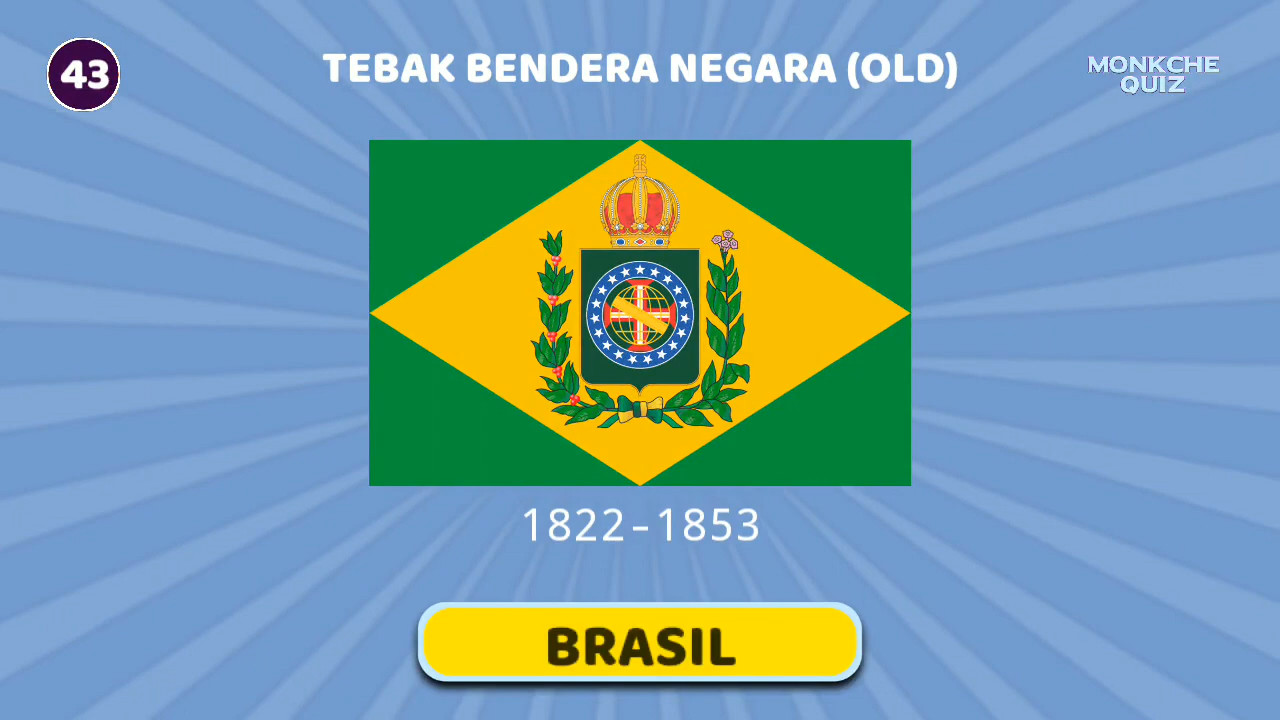 43
TEBAK BENDERA NEGARA (OLD)
MONKCHE
QUIZ
1822-1853
BRASIL